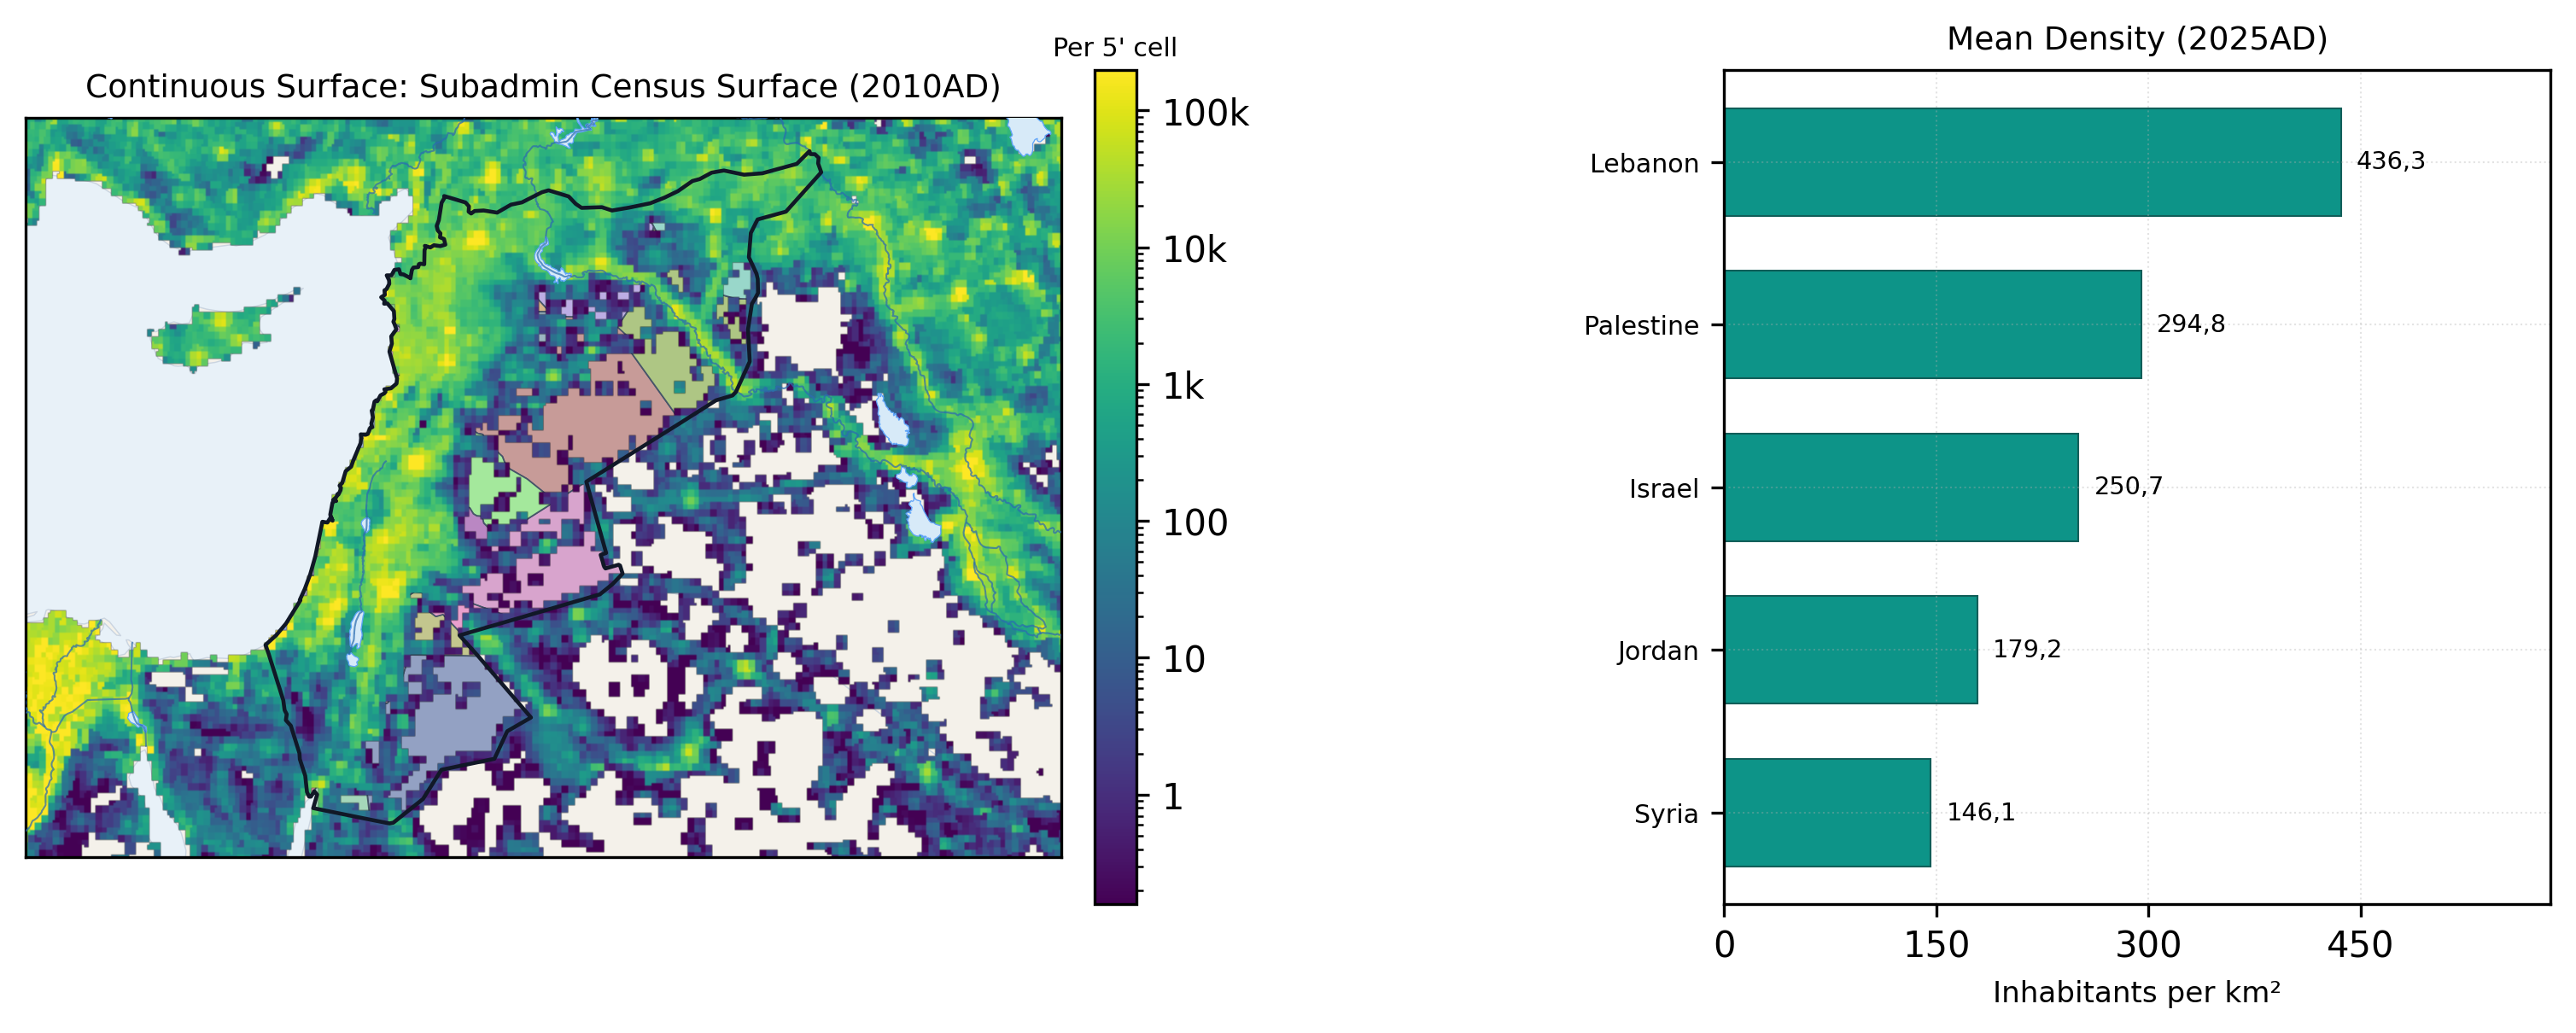 Continuous Surface: Subadmin Census Surface (2010AD)
Per 5' cell
100k
10k
1k
100
10
1
Mean Density (2025AD)
Lebanon
436,3
Palestine
294,8
Israel
250,7
Jordan
179,2
Syria
146,1
0 150 300 450
Inhabitants per km²